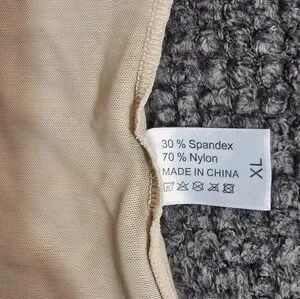 30 % Spandex
70 % Nylon
MADE IN CHINA
XL